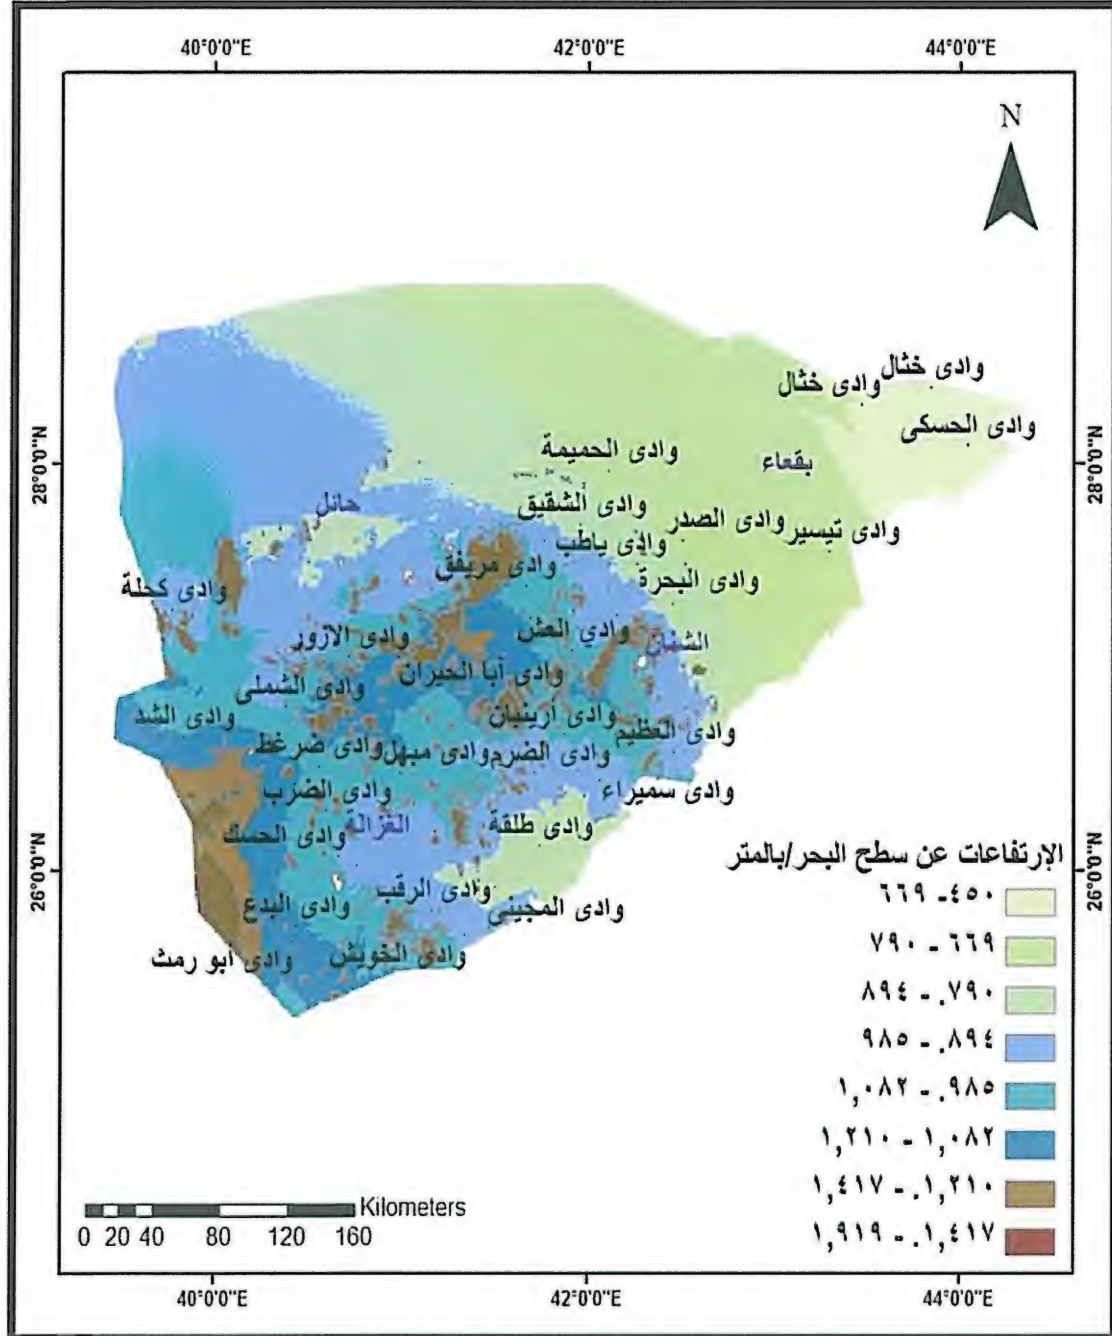 40°0'0"E 42°0'0"E 44°0'0"E
N
وادى خثال
وادى خثال
وادى الحسكى
28°0'0"N
28°0'0"N
وادى الحميمة
بقعاء
حائل
وادى الشقيق
وادى الصدر
وادى تيسير
وادى ياطب
وادى مريفق
وادى البحرة
وادى كحلة
وادى الازور
وادي العش
الشنان
وادى الشملى
وادى أبا الحيران
وادى الشد
وادى أرينبان
وادى العظيم
وادى ضرغط
وادى مبهل
وادى الضرم
وادى الضرب
وادى سميراء
وادى الحسك
الغزالة
وادى طلقة
26°0'0"N
26°0'0"N
وادى الرقب
وادى البدع
وادى المجينى
وادى أبو رمث
وادى الخويش
الإرتفاعات عن سطح البحر/بالمتر
٤٥٠- ٦٦٩
٦٦٩ - ٧٩٠
٧٩٠. - ٨٩٤
٨٩٤. - ٩٨٥
٩٨٥. - ١,٠٨٢
١,٠٨٢ - ١,٢١٠
١,٢١٠. - ١,٤١٧
١,٤١٧. - ١,٩١٩
Kilometers
0 20 40 80 120 160
40°0'0"E 42°0'0"E 44°0'0"E